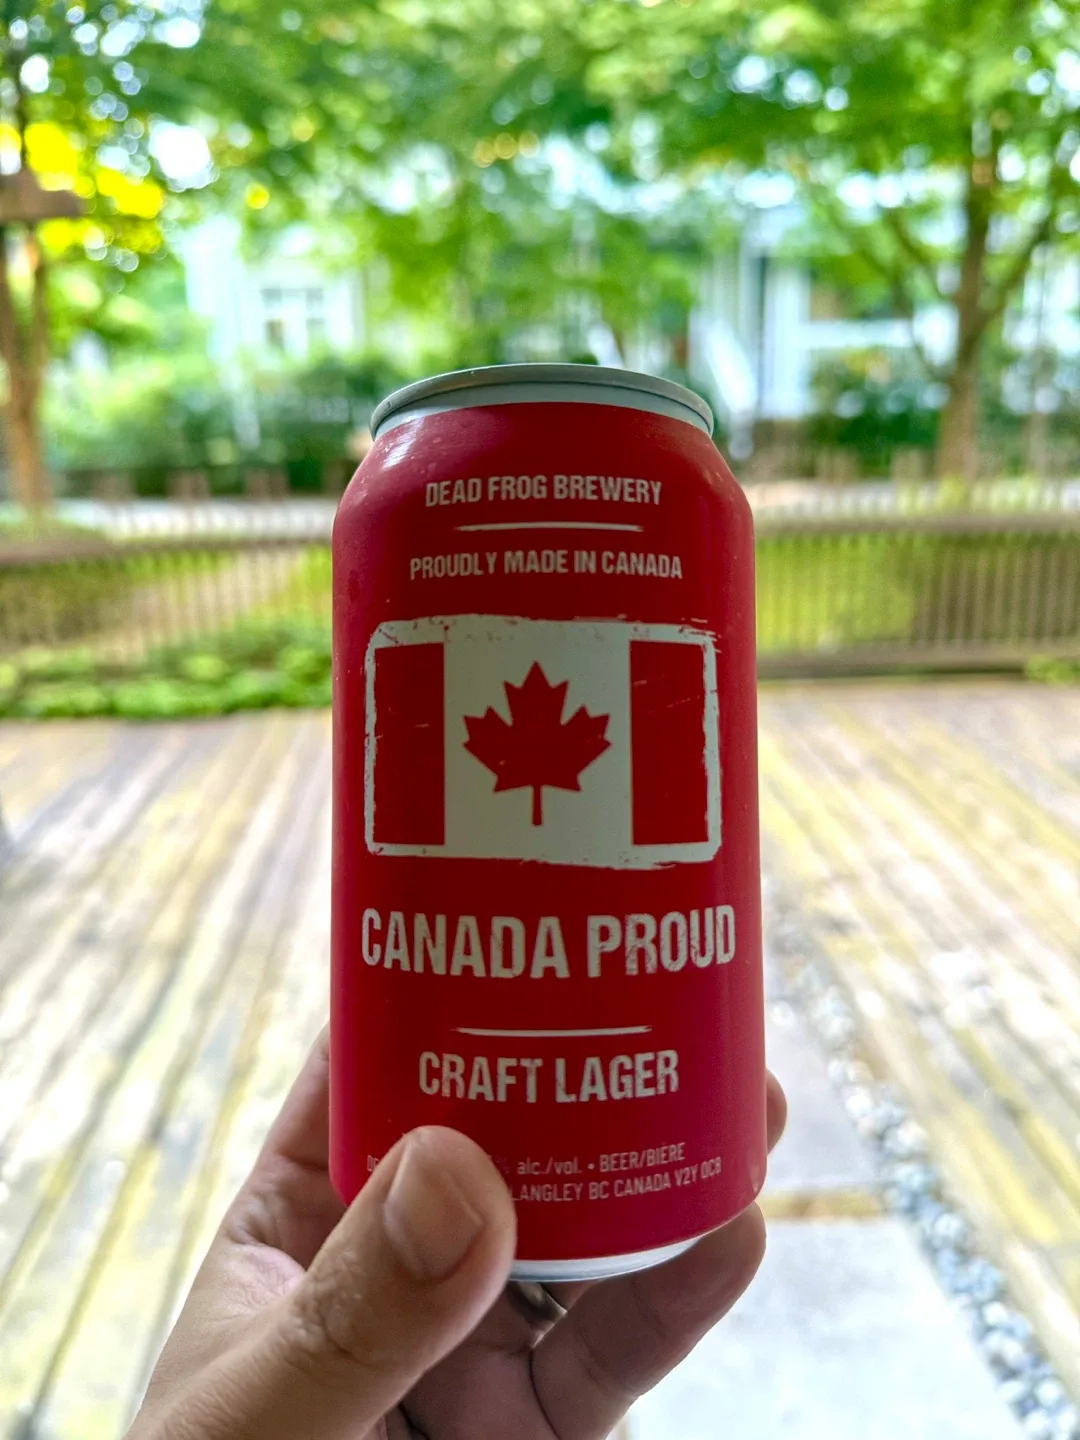 DEAD FROG BREWERY
PROUDLY MADE IN CANADA
CANADA PROUD
CRAFT LAGER
% alc./vol. • BEER/BIÈRE
LANGLEY BC CANADA V2Y 0C8